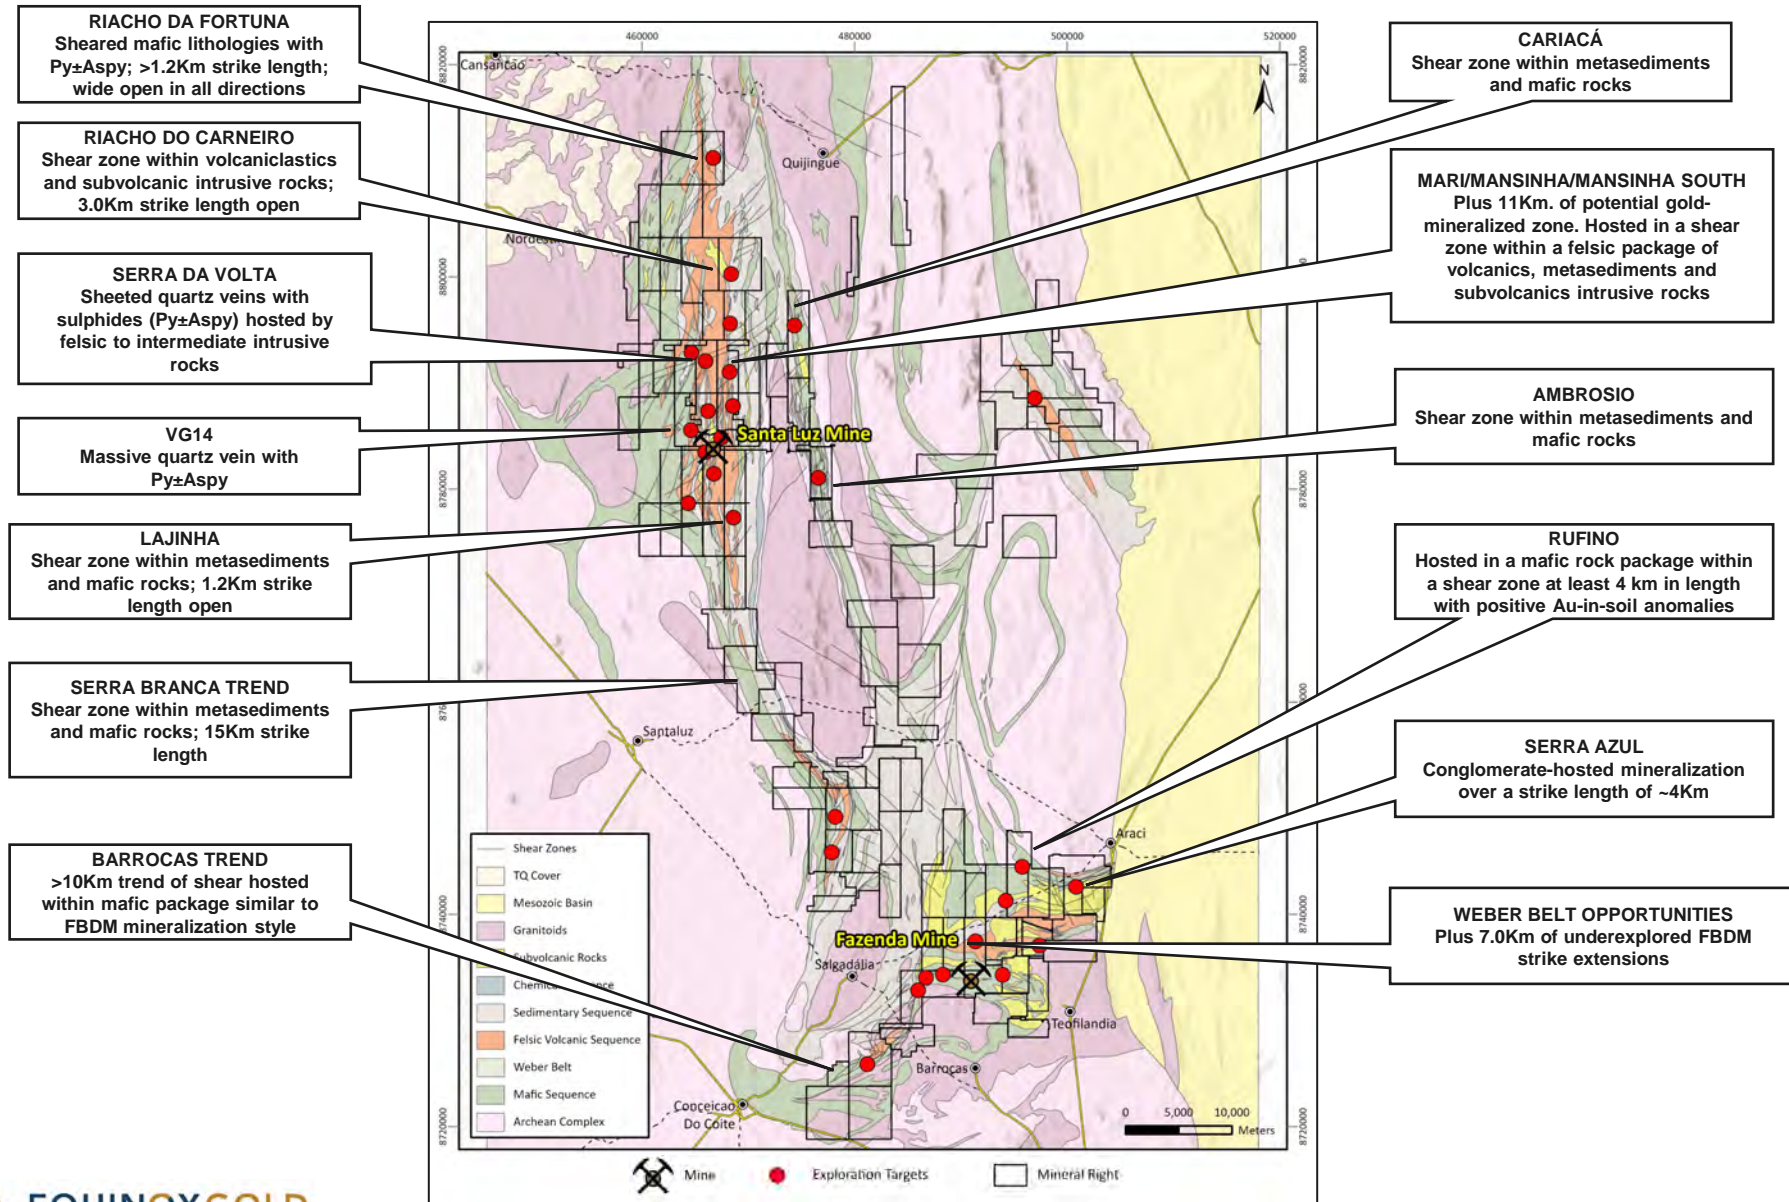 RIACHO DA FORTUNA
Sheared mafic lithologies with
Py±Aspy; >1.2Km strike length;
wide open in all directions
RIACHO DO CARNEIRO
Shear zone within volcaniclastics
and subvolcanic intrusive rocks;
3.0Km strike length open
SERRA DA VOLTA
Sheeted quartz veins with
sulphides (Py±Aspy) hosted by
felsic to intermediate intrusive
rocks
VG14
Massive quartz vein with
Py±Aspy
LAJINHA
Shear zone within metasediments
and mafic rocks; 1.2Km strike
length open
SERRA BRANCA TREND
Shear zone within metasediments
and mafic rocks; 15Km strike
length
BARROCAS TREND
>10Km trend of shear hosted
within mafic package similar to
FBDM mineralization style
460000
480000
500000
520000
8820000
8820000
8800000
8780000
8780000
8740000
8740000
8720000
8720000
N
Cansancao
Quijingue
Santa Luz Mine
Santaluz
Araci
Fazenda Mine
Salgadália
Teofilandia
Barrocas
Conceicao
Do Coite
Shear Zones
TQ Cover
Mesozoic Basin
Granitoids
Subvolcanic Rocks
Sedimentary Sequence
Felsic Volcanic Sequence
Weber Belt
Mafic Sequence
Archean Complex
0 5,000 10,000
Meters
Mine
Exploration Targets
Mineral Right
CARIACÁ
Shear zone within metasediments
and mafic rocks
MARI/MANSINHA/MANSINHA SOUTH
Plus 11Km. of potential gold-
mineralized zone. Hosted in a shear
zone within a felsic package of
volcanics, metasediments and
subvolcanics intrusive rocks
AMBROSIO
Shear zone within metasediments and
mafic rocks
RUFINO
Hosted in a mafic rock package within
a shear zone at least 4 km in length
with positive Au-in-soil anomalies
SERRA AZUL
Conglomerate-hosted mineralization
over a strike length of ~4Km
WEBER BELT OPPORTUNITIES
Plus 7.0Km of underexplored FBDM
strike extensions
EQUINOXGOLD